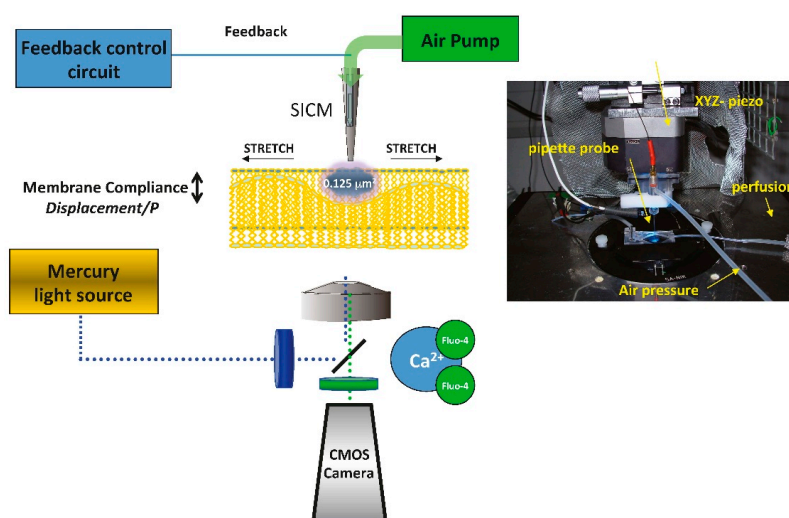 Feedback control
circuit
Feedback
Air Pump
SICM
STRETCH
STRETCH
0.125 μm²
Membrane Compliance
Displacement/P
Mercury
light source
Ca²⁺
Fluo-4
Fluo-4
CMOS
Camera
XYZ- piezo
pipette probe
perfusion
Air pressure